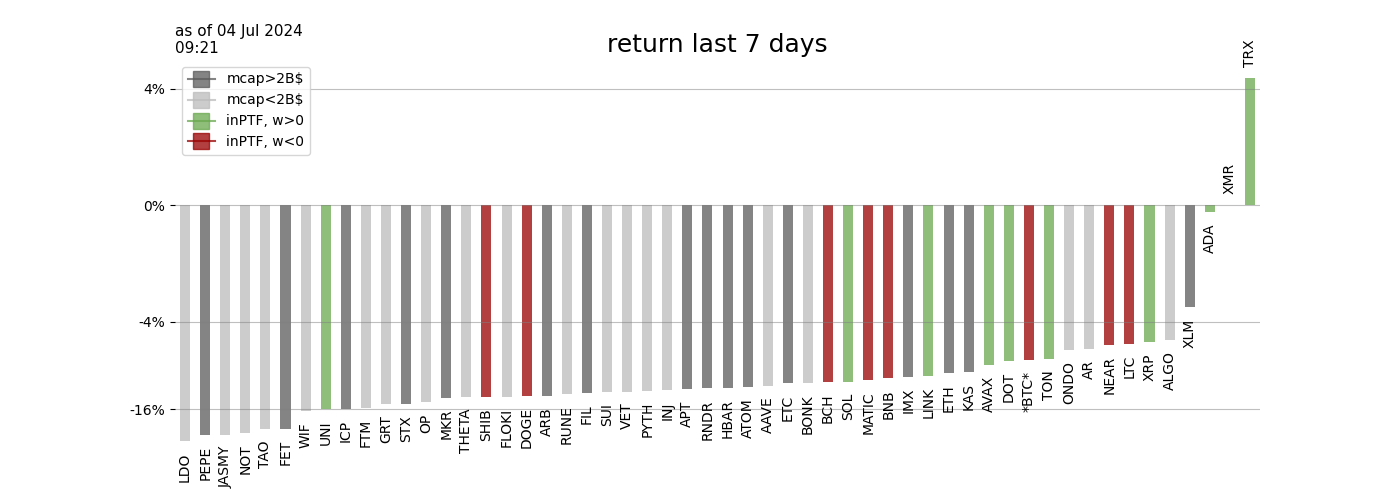 as of 04 Jul 2024
09:21
return last 7 days
mcap>2B$
mcap<2B$
inPTF, w>0
inPTF, w<0
4%
0%
-4%
-16%
LDO
PEPE
JASMY
NOT
TAO
FET
WIF
UNI
ICP
FTM
GRT
STX
OP
MKR
THETA
SHIB
FLOKI
DOGE
ARB
RUNE
FIL
SUI
VET
PYTH
INJ
APT
RNDR
HBAR
ATOM
AAVE
ETC
BONK
BCH
SOL
MATIC
BNB
IMX
LINK
ETH
KAS
AVAX
DOT
*BTC*
TON
ONDO
AR
NEAR
LTC
XRP
ALGO
XLM
ADA
XMR
TRX